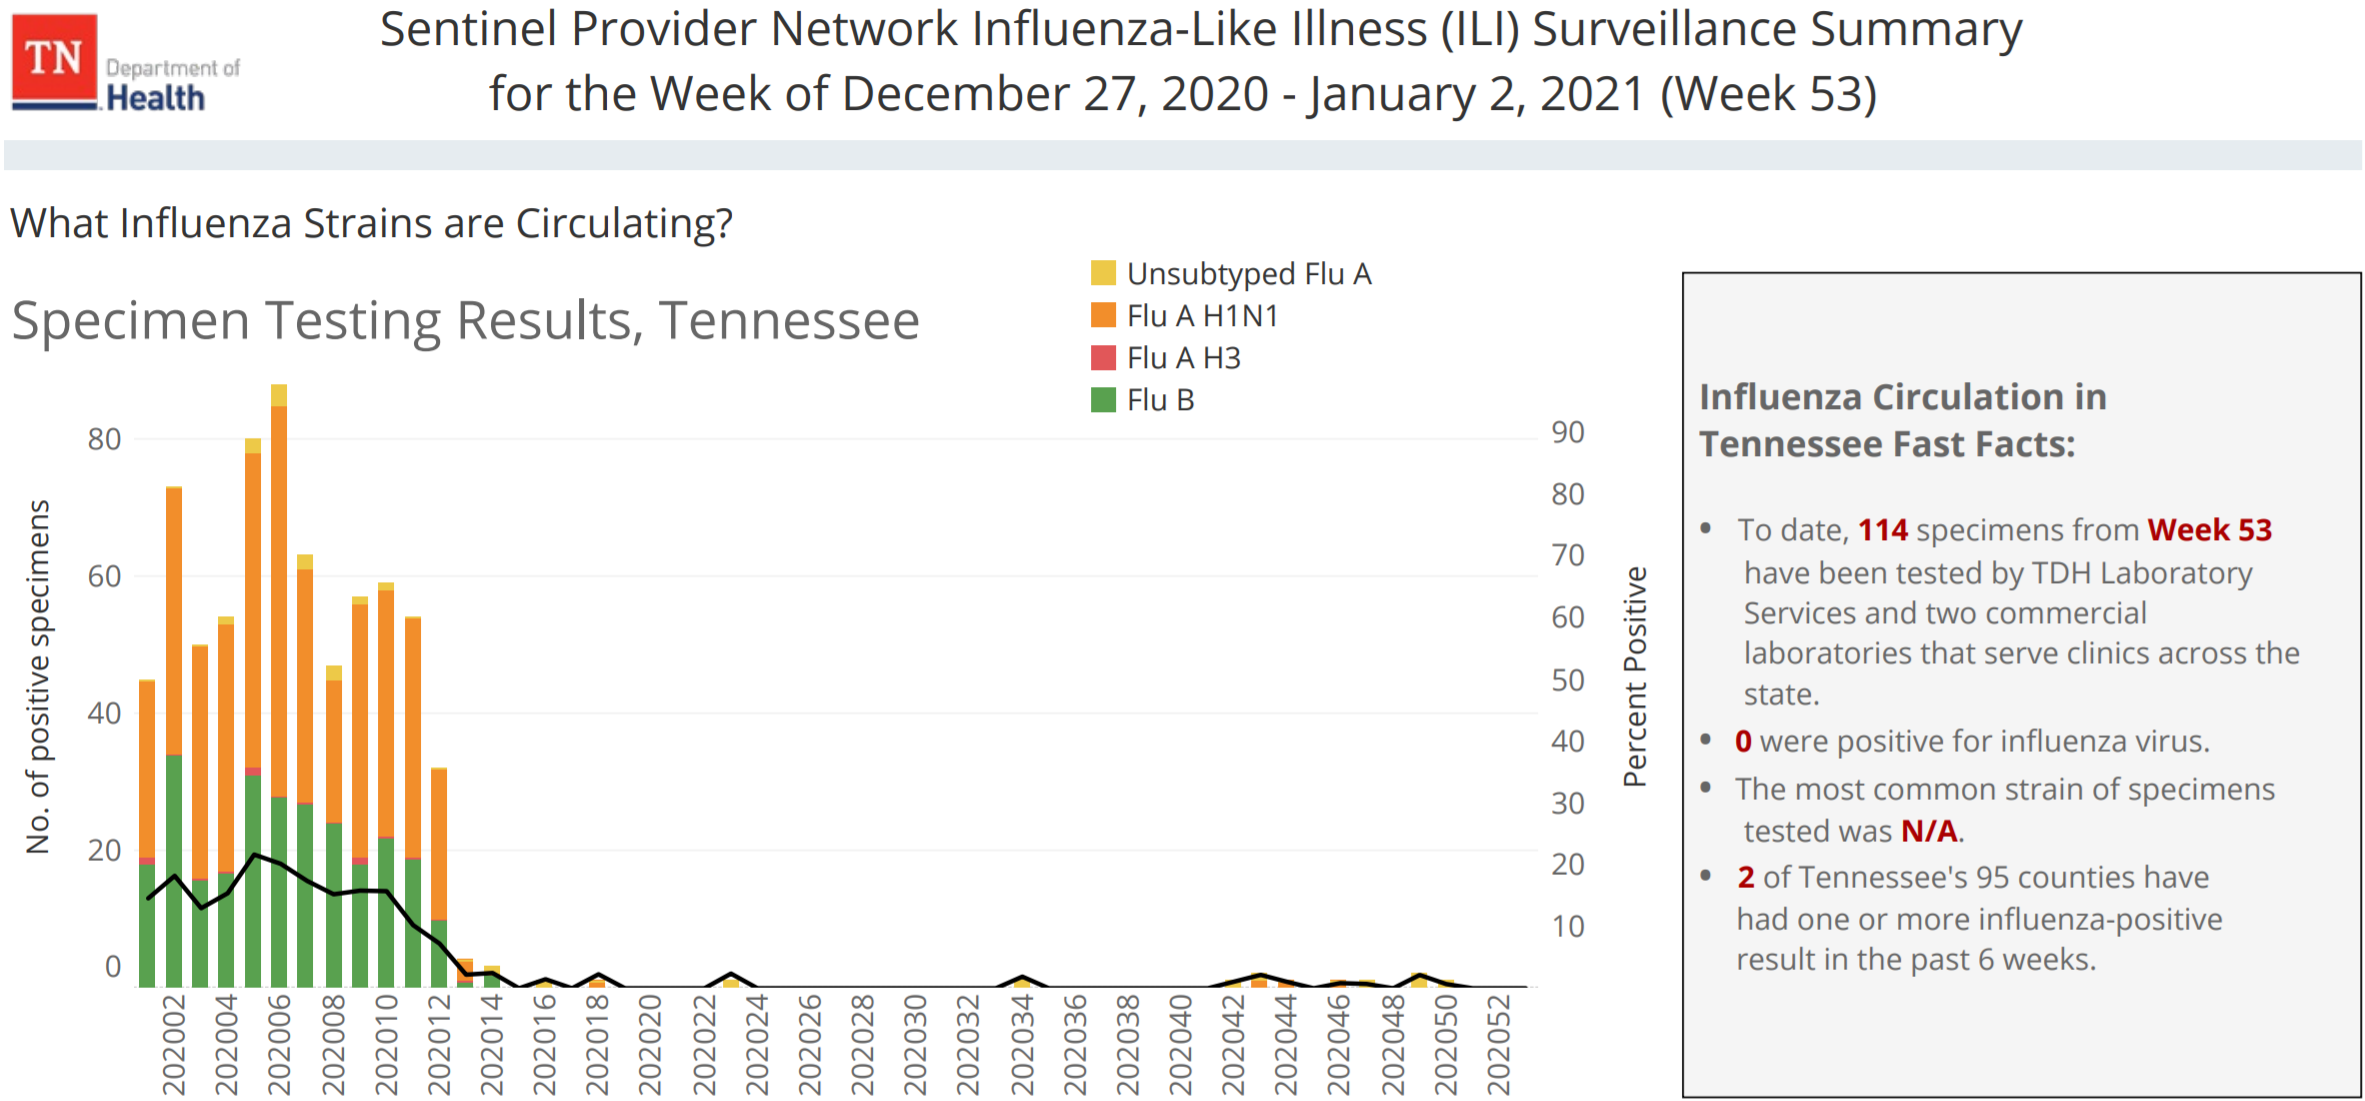 TN
Department of
Health
Sentinel Provider Network Influenza-Like Illness (ILI) Surveillance Summary
for the Week of December 27, 2020 - January 2, 2021 (Week 53)
What Influenza Strains are Circulating?
Specimen Testing Results, Tennessee
Unsubtyped Flu A
Flu A H1N1
Flu A H3
Flu B
No. of positive specimens
80
60
40
20
0
90
80
70
60
50
40
30
20
10
Percent Positive
202002
202004
202006
202008
202010
202012
202014
202016
202018
202020
202022
202024
202026
202028
202030
202032
202034
202036
202038
202040
202042
202044
202046
202048
202050
202052
Influenza Circulation in
Tennessee Fast Facts:
• To date, 114 specimens from Week 53
have been tested by TDH Laboratory
Services and two commercial
laboratories that serve clinics across the
state.
• 0 were positive for influenza virus.
• The most common strain of specimens
tested was N/A.
• 2 of Tennessee's 95 counties have
had one or more influenza-positive
result in the past 6 weeks.